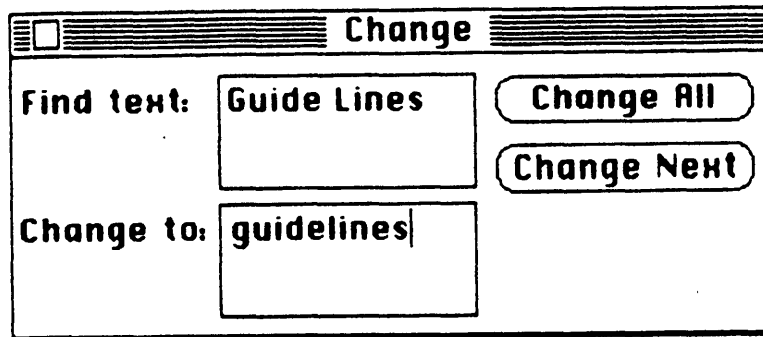 Change
Find text: Guide Lines Change All
Change Next
Change to: guidelines